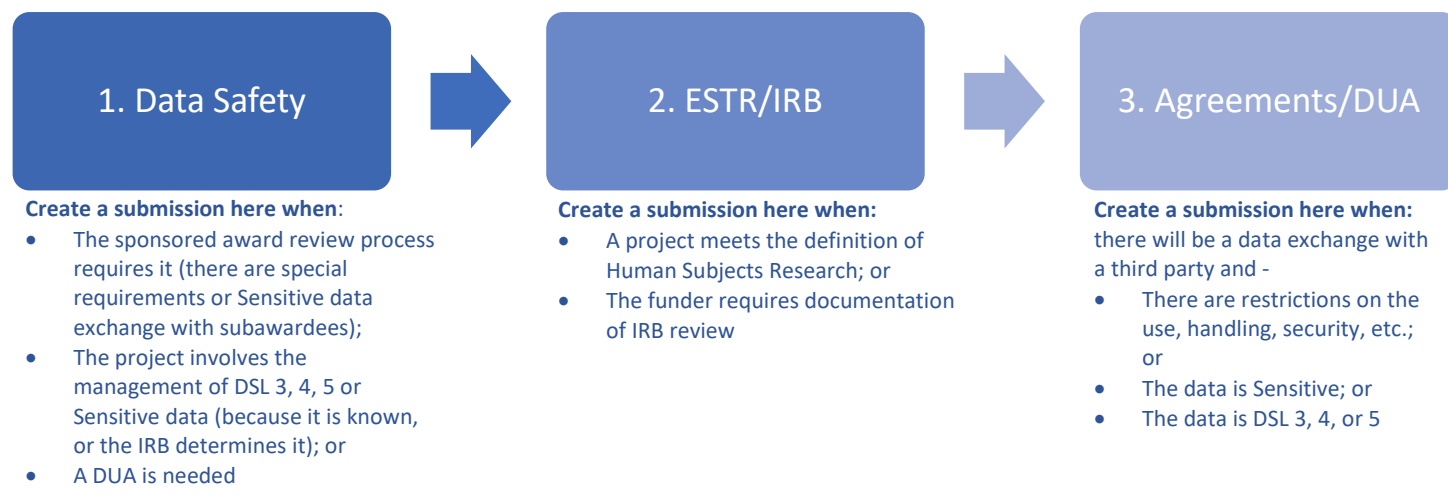 1. Data Safety
Create a submission here when:
• The sponsored award review process
requires it (there are special
requirements or Sensitive data
exchange with subawardees);
• The project involves the
management of DSL 3, 4, 5 or
Sensitive data (because it is known,
or the IRB determines it); or
• A DUA is needed
2. ESTR/IRB
Create a submission here when:
• A project meets the definition of
Human Subjects Research; or
• The funder requires documentation
of IRB review
3. Agreements/DUA
Create a submission here when:
there will be a data exchange with
a third party and -
• There are restrictions on the
use, handling, security, etc.;
or
• The data is Sensitive; or
• The data is DSL 3, 4, or 5